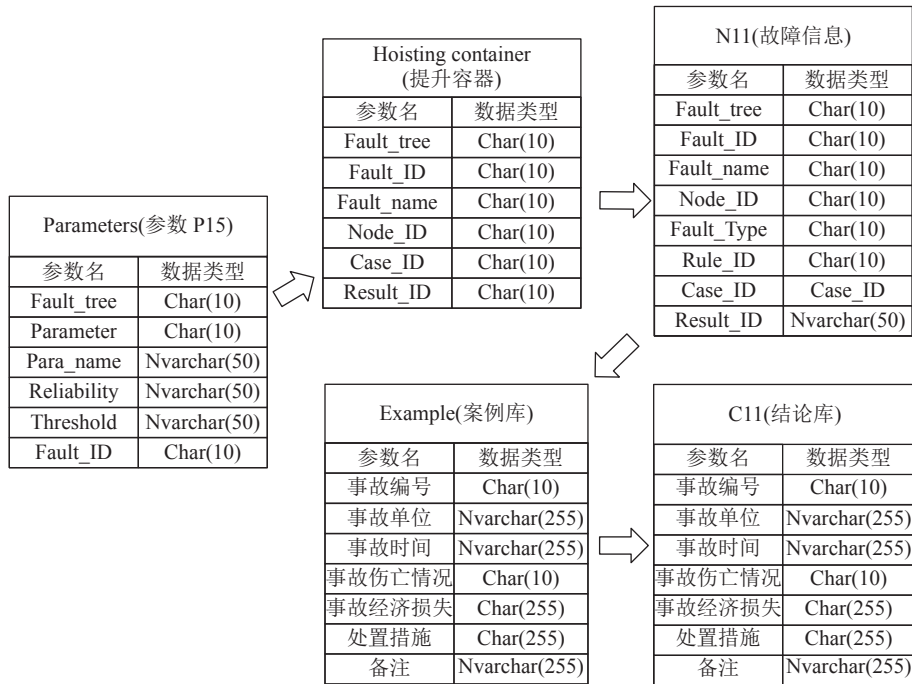 Parameters(参数 P15)
参数名 数据类型
Fault_tree Char(10)
Parameter Char(10)
Para_name Nvarchar(50)
Reliability Nvarchar(50)
Threshold Nvarchar(50)
Fault_ID Char(10)
Hoisting container
(提升容器)
参数名 数据类型
Fault_tree Char(10)
Fault_ID Char(10)
Fault_name Char(10)
Node_ID Char(10)
Case_ID Char(10)
Result_ID Char(10)
N11(故障信息)
参数名 数据类型
Fault_tree Char(10)
Fault_ID Char(10)
Fault_name Char(10)
Node_ID Char(10)
Fault_Type Char(10)
Rule_ID Char(10)
Case_ID Case_ID
Result_ID Nvarchar(50)
Example(案例库)
参数名 数据类型
事故编号 Char(10)
事故单位 Nvarchar(255)
事故时间 Nvarchar(255)
事故伤亡情况 Char(10)
事故经济损失 Char(255)
处置措施 Char(255)
备注 Nvarchar(255)
C11(结论库)
参数名 数据类型
事故编号 Char(10)
事故单位 Nvarchar(255)
事故时间 Nvarchar(255)
事故伤亡情况 Char(10)
事故经济损失 Char(255)
处置措施 Char(255)
备注 Nvarchar(255)